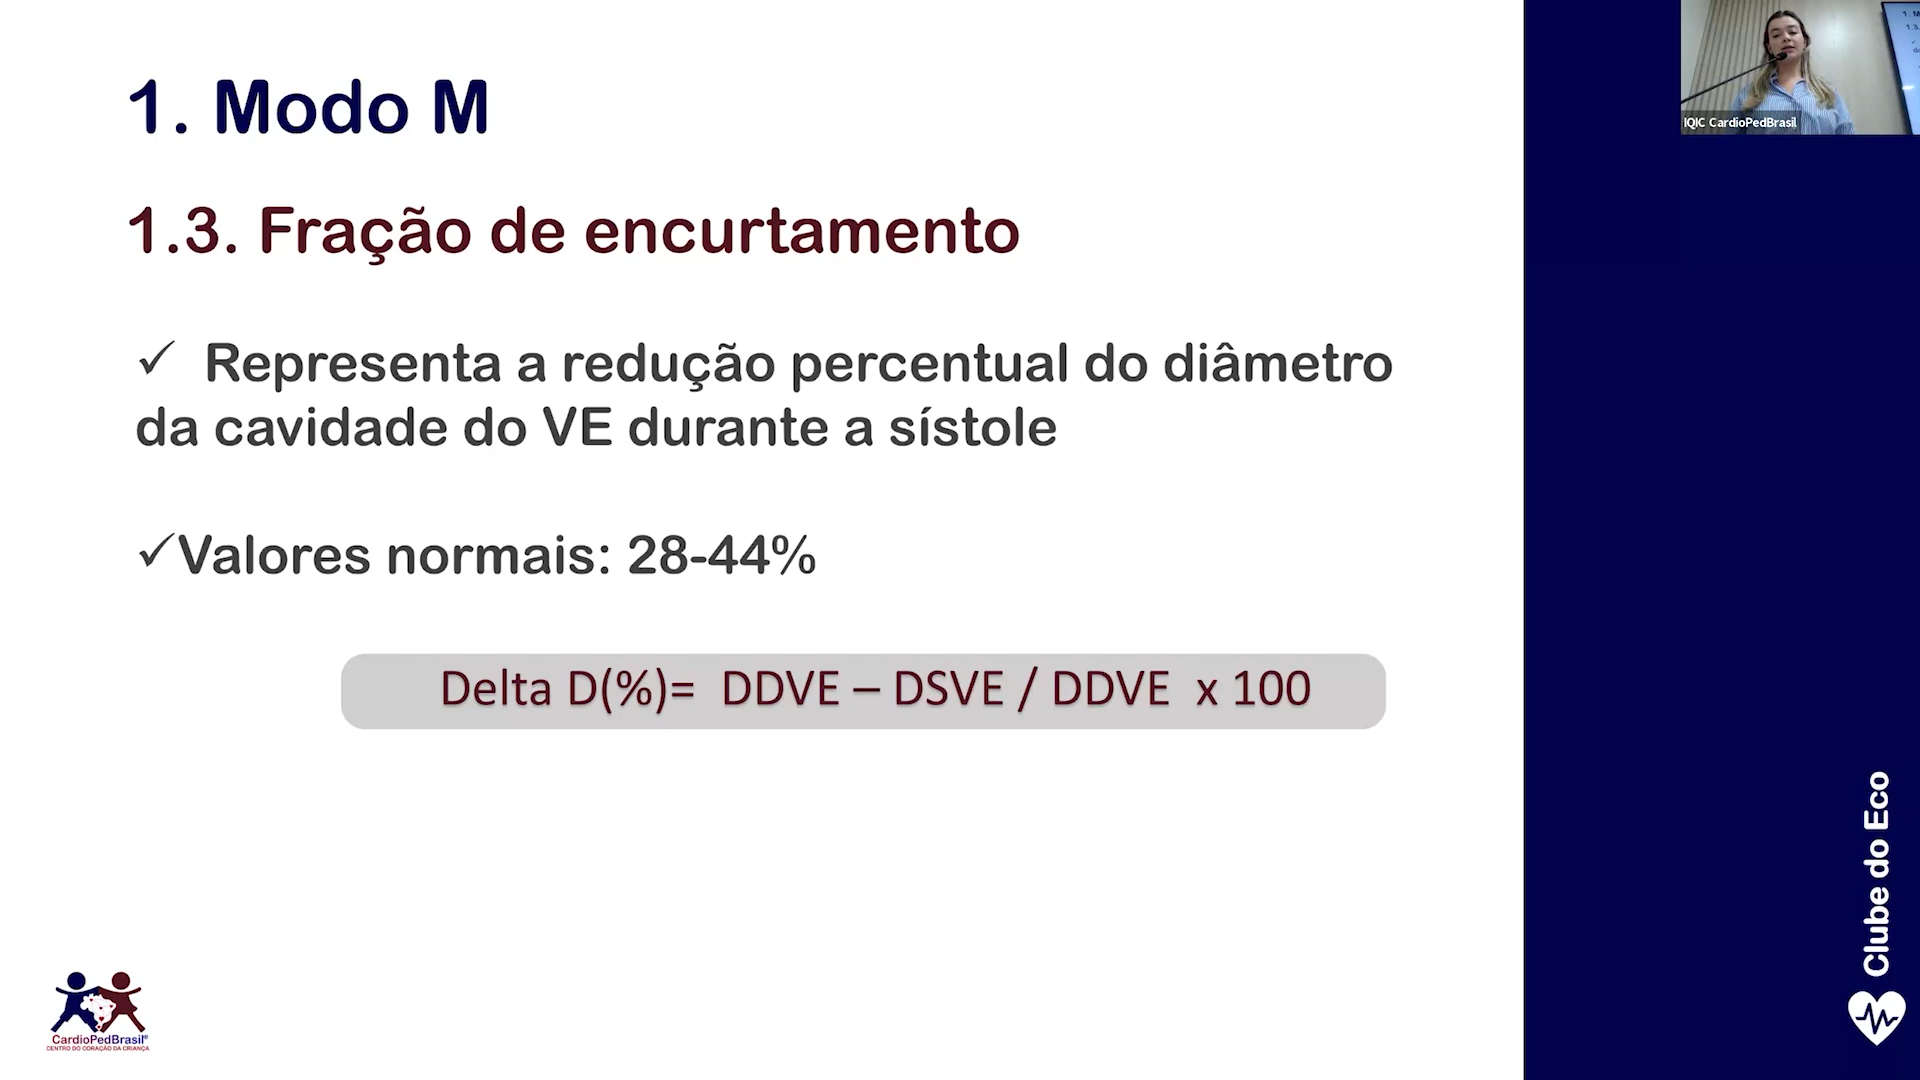 1. Modo M
1.3. Fração de encurtamento
✓ Representa a redução percentual do diâmetro
da cavidade do VE durante a sístole
✓Valores normais: 28-44%
Delta D(%)= DDVE – DSVE / DDVE x 100
IQIC CardioPedBrasil
Clube do Eco
CardioPedBrasil®
CENTRO DO CORAÇÃO DA CRIANÇA